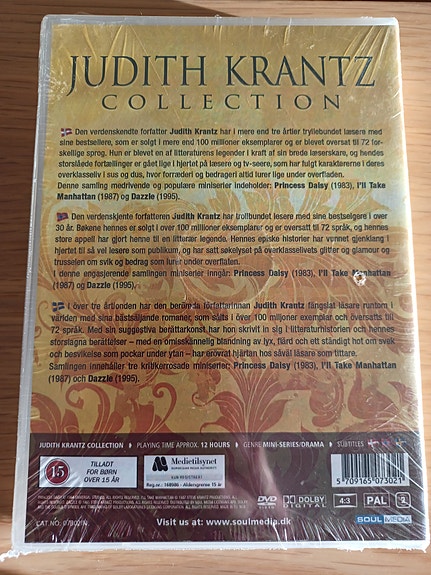 JUDITH KRANTZ
COLLECTION
Den verdenskendte forfatter Judith Krantz har i mere end tre årtier tryllebundet læsere med
sine bestsellere, som er solgt i mere end 100 millioner eksemplarer og er blevet oversat til 72 for-
skellige sprog. Hun er blevet en af litteraturens legender i kraft af sin brede læserskare, og hendes
storslåede fortællinger er gået lige i hjertet på læsere og tv-seere, som har fulgt karaktererne i deres
overklasseliv i sus og dus, hvor forræderi og bedrageri altid lurer lige under overfladen.
Denne samling medrivende og populære miniserier indeholder: Princess Daisy (1983), I'll Take
Manhattan (1987) og Dazzle (1995).
Den verdenskjente forfatteren Judith Krantz har trollbundet lesere med sine bestselgere i over
30 år. Bøkene hennes er solgt i over 100 millioner eksemplarer og er oversatt til 72 språk, og hennes
store appell har gjort henne til en litterær legende. Hennes episke historier har vonnet gjenklang i
hjertet til så vel lesere som publikum, og har satt søkelyset på overklasselivets glitter og glamour og
trusselen om svik og bedrag som lurer under overflaten.
I denne engasjerende samlingen miniserier inngår: Princess Daisy (1983), I'll Take Manhattan
(1987) og Dazzle (1995).
I över tre årtionden har den berömda författarinnan Judith Krantz fängslat läsare runtom i
världen med sina bästsäljande romaner, som sålts i över 100 miljoner exemplar och översatts till
72 språk. Med sin suggestiva berättarkonst har hon skrivit in sig i litteraturhistorien och hennes
storslagna berättelser – med en omisskännlig blandning av lyx, flärd och ett ständigt hot om svek
och besvikelse som pockar under ytan – har erövrat hjärtan hos såväl läsare som tittare.
Samlingen innehåller tre kritikerrosade miniserier: Princess Daisy (1983), I'll Take Manhattan
(1987) och Dazzle (1995).
JUDITH KRANTZ COLLECTION • PLAYING TIME APPROX. 12 HOURS • GENRE MINI-SERIES/DRAMA • SUBTITLES
15
TILLADT
FOR BØRN
OVER 15 ÅR
Medietilsynet
NORWEGIAN MEDIA AUTHORITY
KUN REGISTRERT
Reg.nr.: 168986 - Aldersgrense 15 år
DVD
DOLBY
DIGITAL
4:3
PAL
2
SOUL MEDIA
5 709165 073021
CAT NO. 07302IN
Visit us at: www.soulmedia.dk